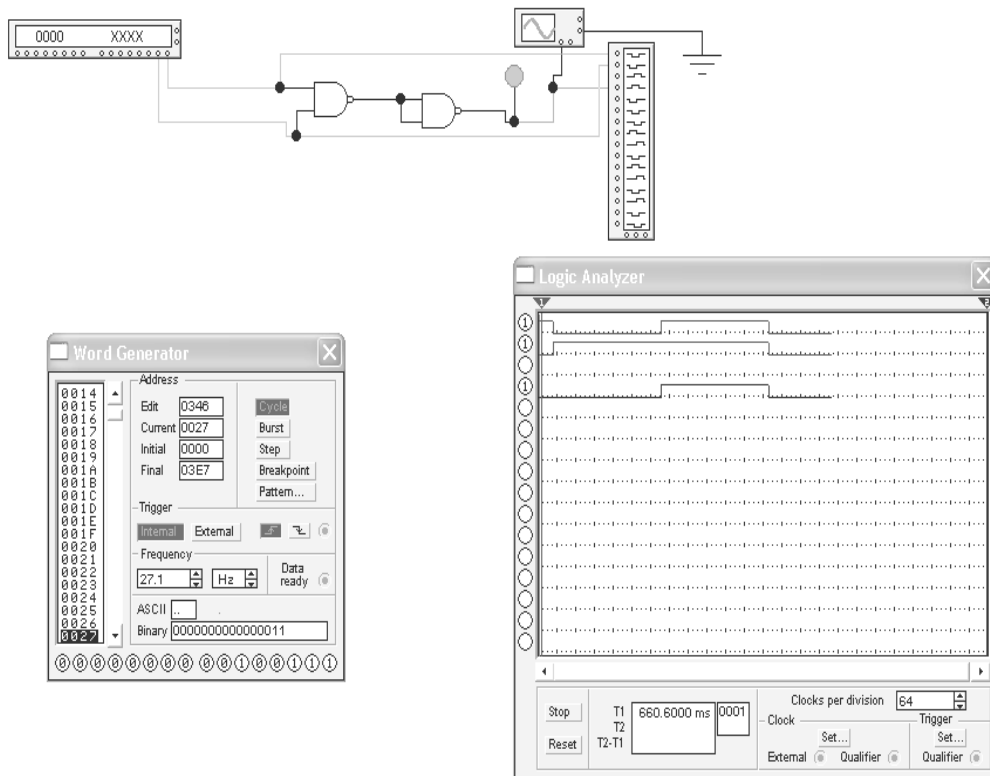 0000 XXXX
Logic Analyzer
1 2
1
1
1
Word Generator
0014
0015
0016
0017
0018
0019
001A
001B
001C
001D
001E
001F
0020
0021
0022
0023
0024
0025
0026
0027
Address
Edit 0346
Current 0027
Initial 0000
Final 03E7
Cycle
Burst
Step
Breakpoint
Pattern...
Trigger
Internal External
Frequency
27.1 Hz
Data ready
ASCII ..
Binary 0000000000000011
0 0 0 0 0 0 0 0 0 0 1 0 0 1 1 1
Stop
Reset
T1 660.6000 ms 0001
T2
T2-T1
Clocks per division 64
Clock
Set...
External Qualifier
Trigger
Set...
Qualifier